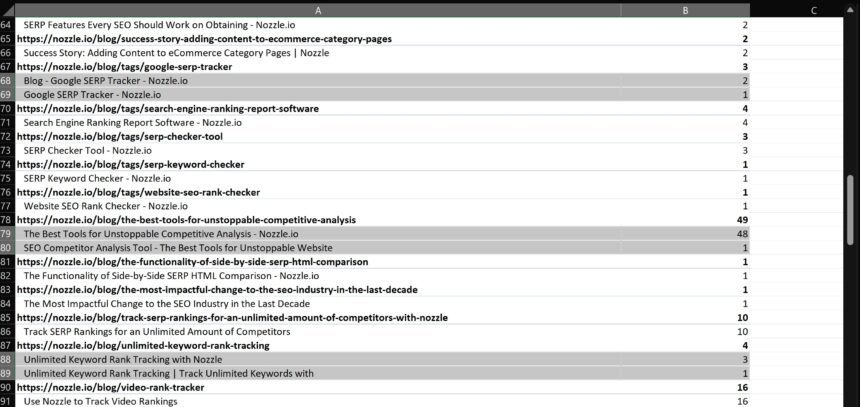 A B C
64 SERP Features Every SEO Should Work on Obtaining - Nozzle.io 2
65 https://nozzle.io/blog/success-story-adding-content-to-ecommerce-category-pages 2
66 Success Story: Adding Content to eCommerce Category Pages | Nozzle 2
67 https://nozzle.io/blog/tags/google-serp-tracker 3
68 Blog - Google SERP Tracker - Nozzle.io 2
69 Google SERP Tracker - Nozzle.io 1
70 https://nozzle.io/blog/tags/search-engine-ranking-report-software 4
71 Search Engine Ranking Report Software - Nozzle.io 4
72 https://nozzle.io/blog/tags/serp-checker-tool 3
73 SERP Checker Tool - Nozzle.io 3
74 https://nozzle.io/blog/tags/serp-keyword-checker 1
75 SERP Keyword Checker - Nozzle.io 1
76 https://nozzle.io/blog/tags/website-seo-rank-checker 1
77 Website SEO Rank Checker - Nozzle.io 1
78 https://nozzle.io/blog/the-best-tools-for-unstoppable-competitive-analysis 49
79 The Best Tools for Unstoppable Competitive Analysis - Nozzle.io 48
80 SEO Competitor Analysis Tool - The Best Tools for Unstoppable Website 1
81 https://nozzle.io/blog/the-functionality-of-side-by-side-serp-html-comparison 1
82 The Functionality of Side-by-Side SERP HTML Comparison - Nozzle.io 1
83 https://nozzle.io/blog/the-most-impactful-change-to-the-seo-industry-in-the-last-decade 1
84 The Most Impactful Change to the SEO Industry in the Last Decade 1
85 https://nozzle.io/blog/track-serp-rankings-for-an-unlimited-amount-of-competitors-with-nozzle 10
86 Track SERP Rankings for an Unlimited Amount of Competitors 10
87 https://nozzle.io/blog/unlimited-keyword-rank-tracking 4
88 Unlimited Keyword Rank Tracking with Nozzle 3
89 Unlimited Keyword Rank Tracking | Track Unlimited Keywords with 1
90 https://nozzle.io/blog/video-rank-tracker 16
91 Use Nozzle to Track Video Rankings 16